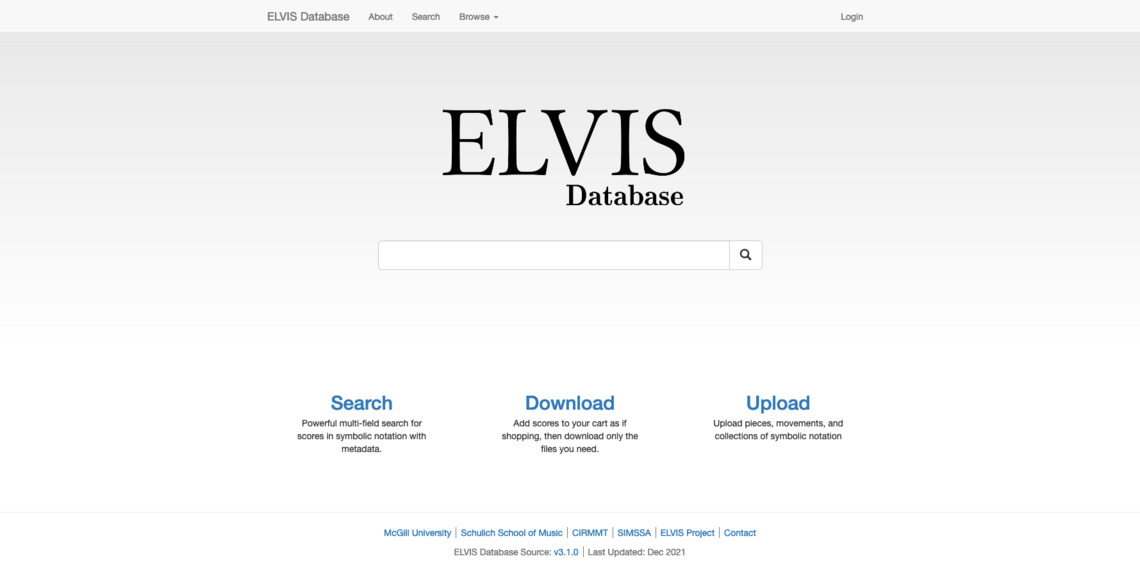 ELVIS Database About Search Browse Login
ELVIS
Database
Search Download Upload
Powerful multi-field search for Add scores to your cart as if Upload pieces, movements, and
scores in symbolic notation with shopping, then download only the collections of symbolic notation
metadata. files you need.
McGill University | Schulich School of Music | CIRMMT | SIMSSA | ELVIS Project | Contact
ELVIS Database Source: v3.1.0 | Last Updated: Dec 2021